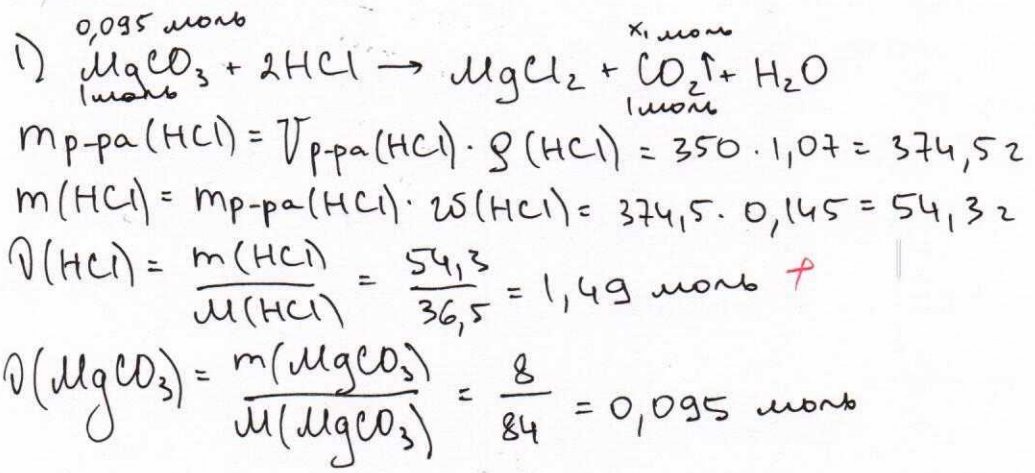 0,095 моль x₁ моль
1) MgCO₃ + 2HCl → MgCl₂ + CO₂↑ + H₂O
1моль 1моль
mр-ра(HCl) = Vр-ра(HCl) · ρ(HCl) = 350 · 1,07 = 374,5 г
m(HCl) = mр-ра(HCl) · ω(HCl) = 374,5 · 0,145 = 54,3 г
ν(HCl) = m(HCl)/M(HCl) = 54,3/36,5 = 1,49 моль +
ν(MgCO₃) = m(MgCO₃)/M(MgCO₃) = 8/84 = 0,095 моль